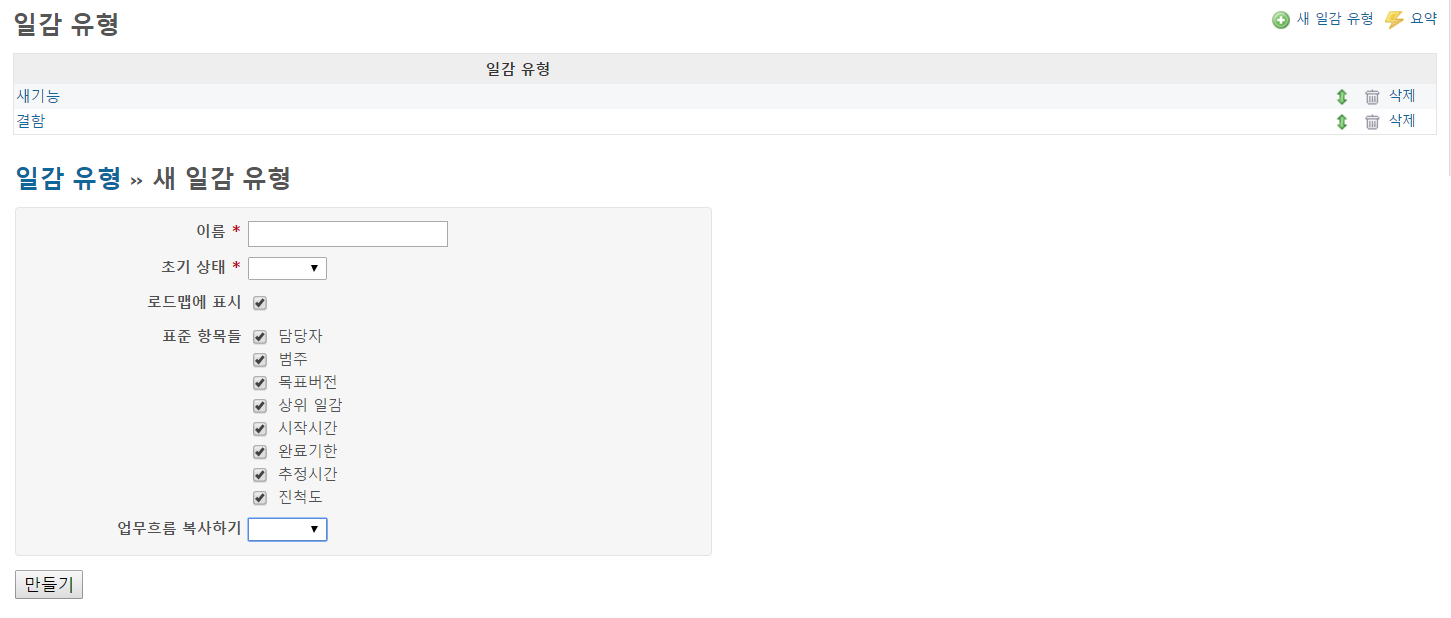 일감 유형
새 일감 유형 요약
일감 유형
새기능 삭제
결함 삭제
일감 유형 » 새 일감 유형
이름 *
초기 상태 *
로드맵에 표시
표준 항목들 담당자
범주
목표버전
상위 일감
시작시간
완료기한
추정시간
진척도
업무흐름 복사하기
만들기